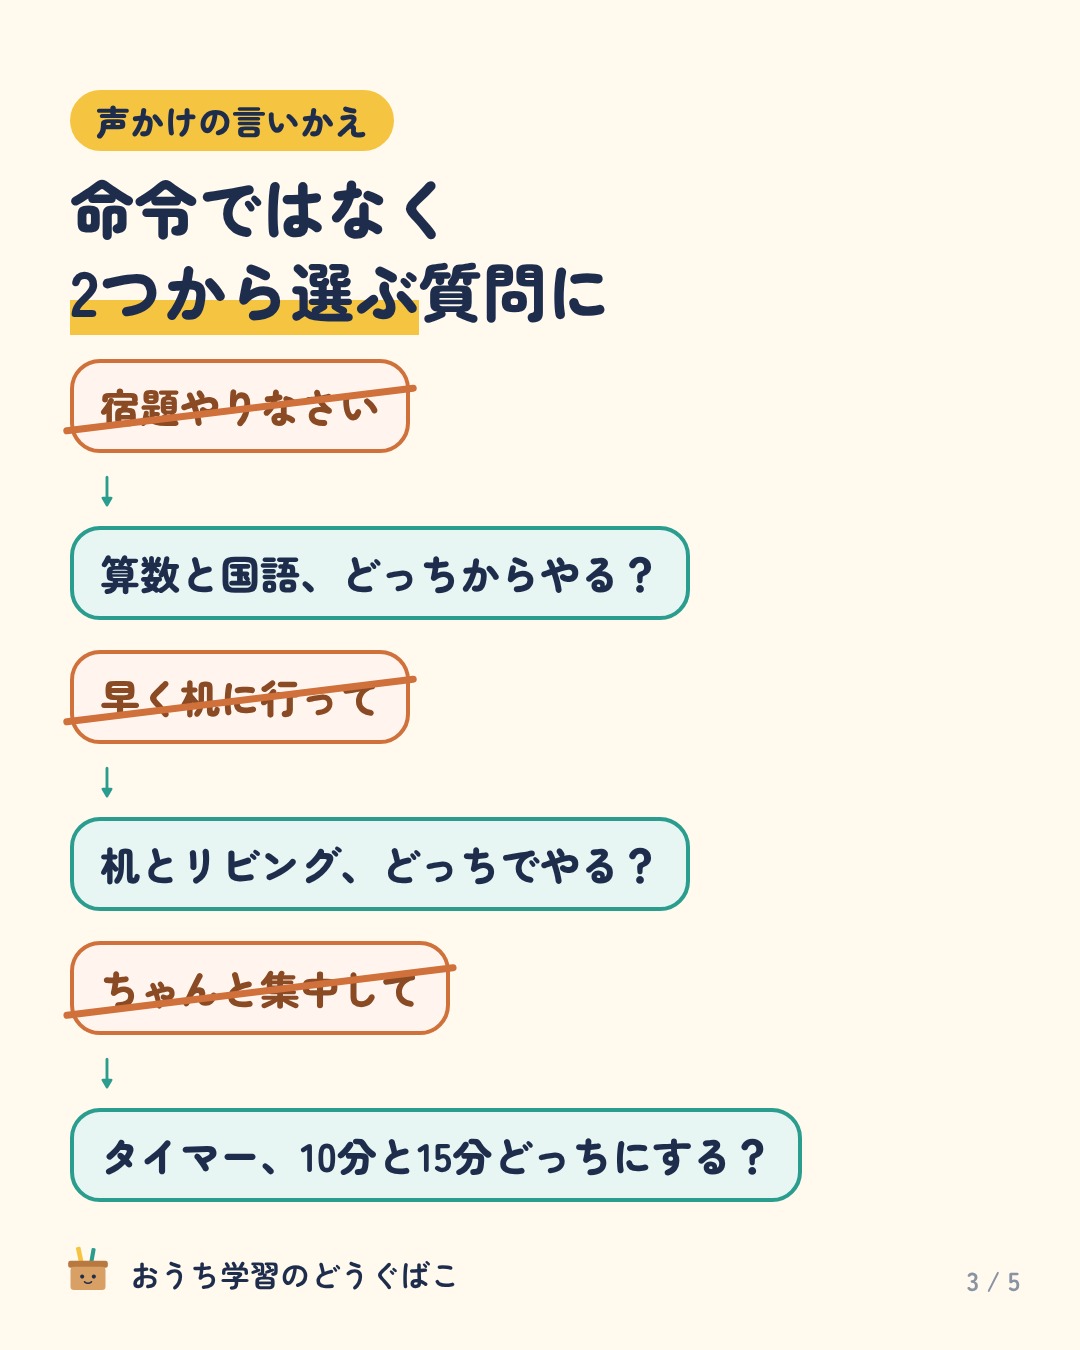 声かけの言いかえ
命令ではなく
2つから選ぶ質問に
宿題やりなさい
↓
算数と国語、どっちからやる？
早く机に行って
↓
机とリビング、どっちでやる？
ちゃんと集中して
↓
タイマー、10分と15分どっちにする？
おうち学習のどうぐばこ
3 / 5